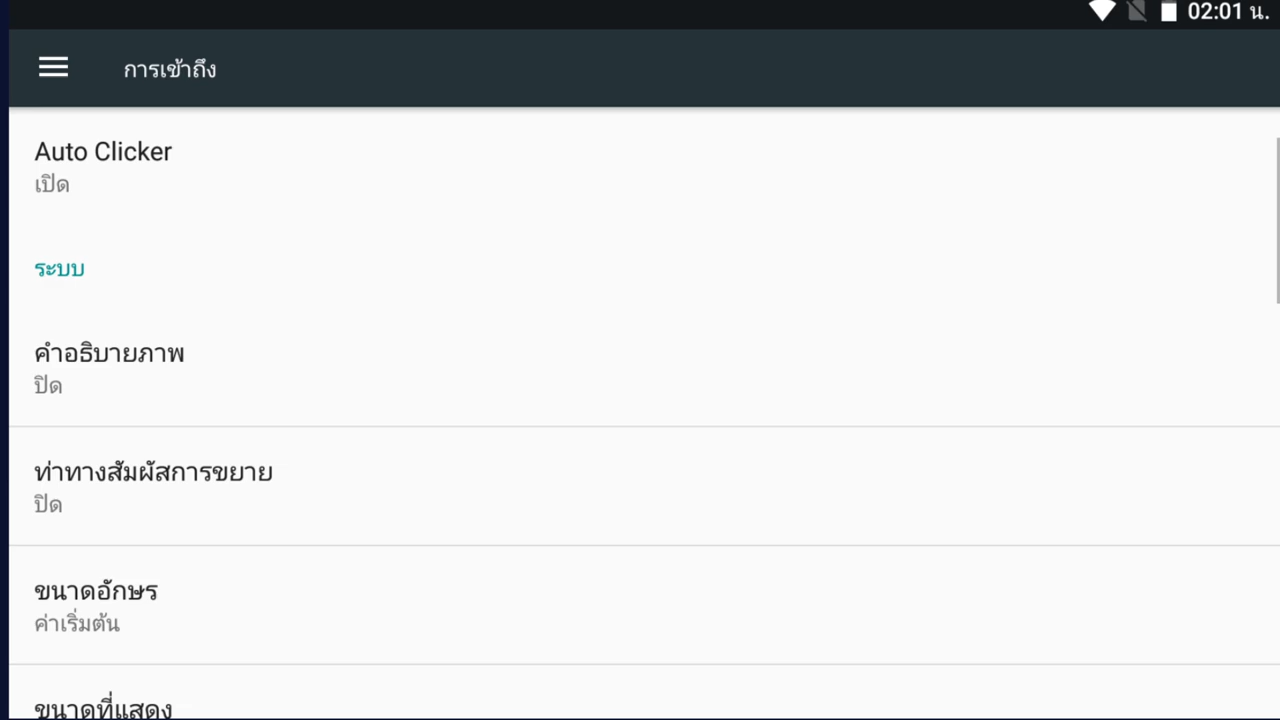 02:01 น.
การเข้าถึง
Auto Clicker
เปิด
ระบบ
คำอธิบายภาพ
ปิด
ท่าทางสัมผัสการขยาย
ปิด
ขนาดอักษร
ค่าเริ่มต้น
ขนาดที่แสดง